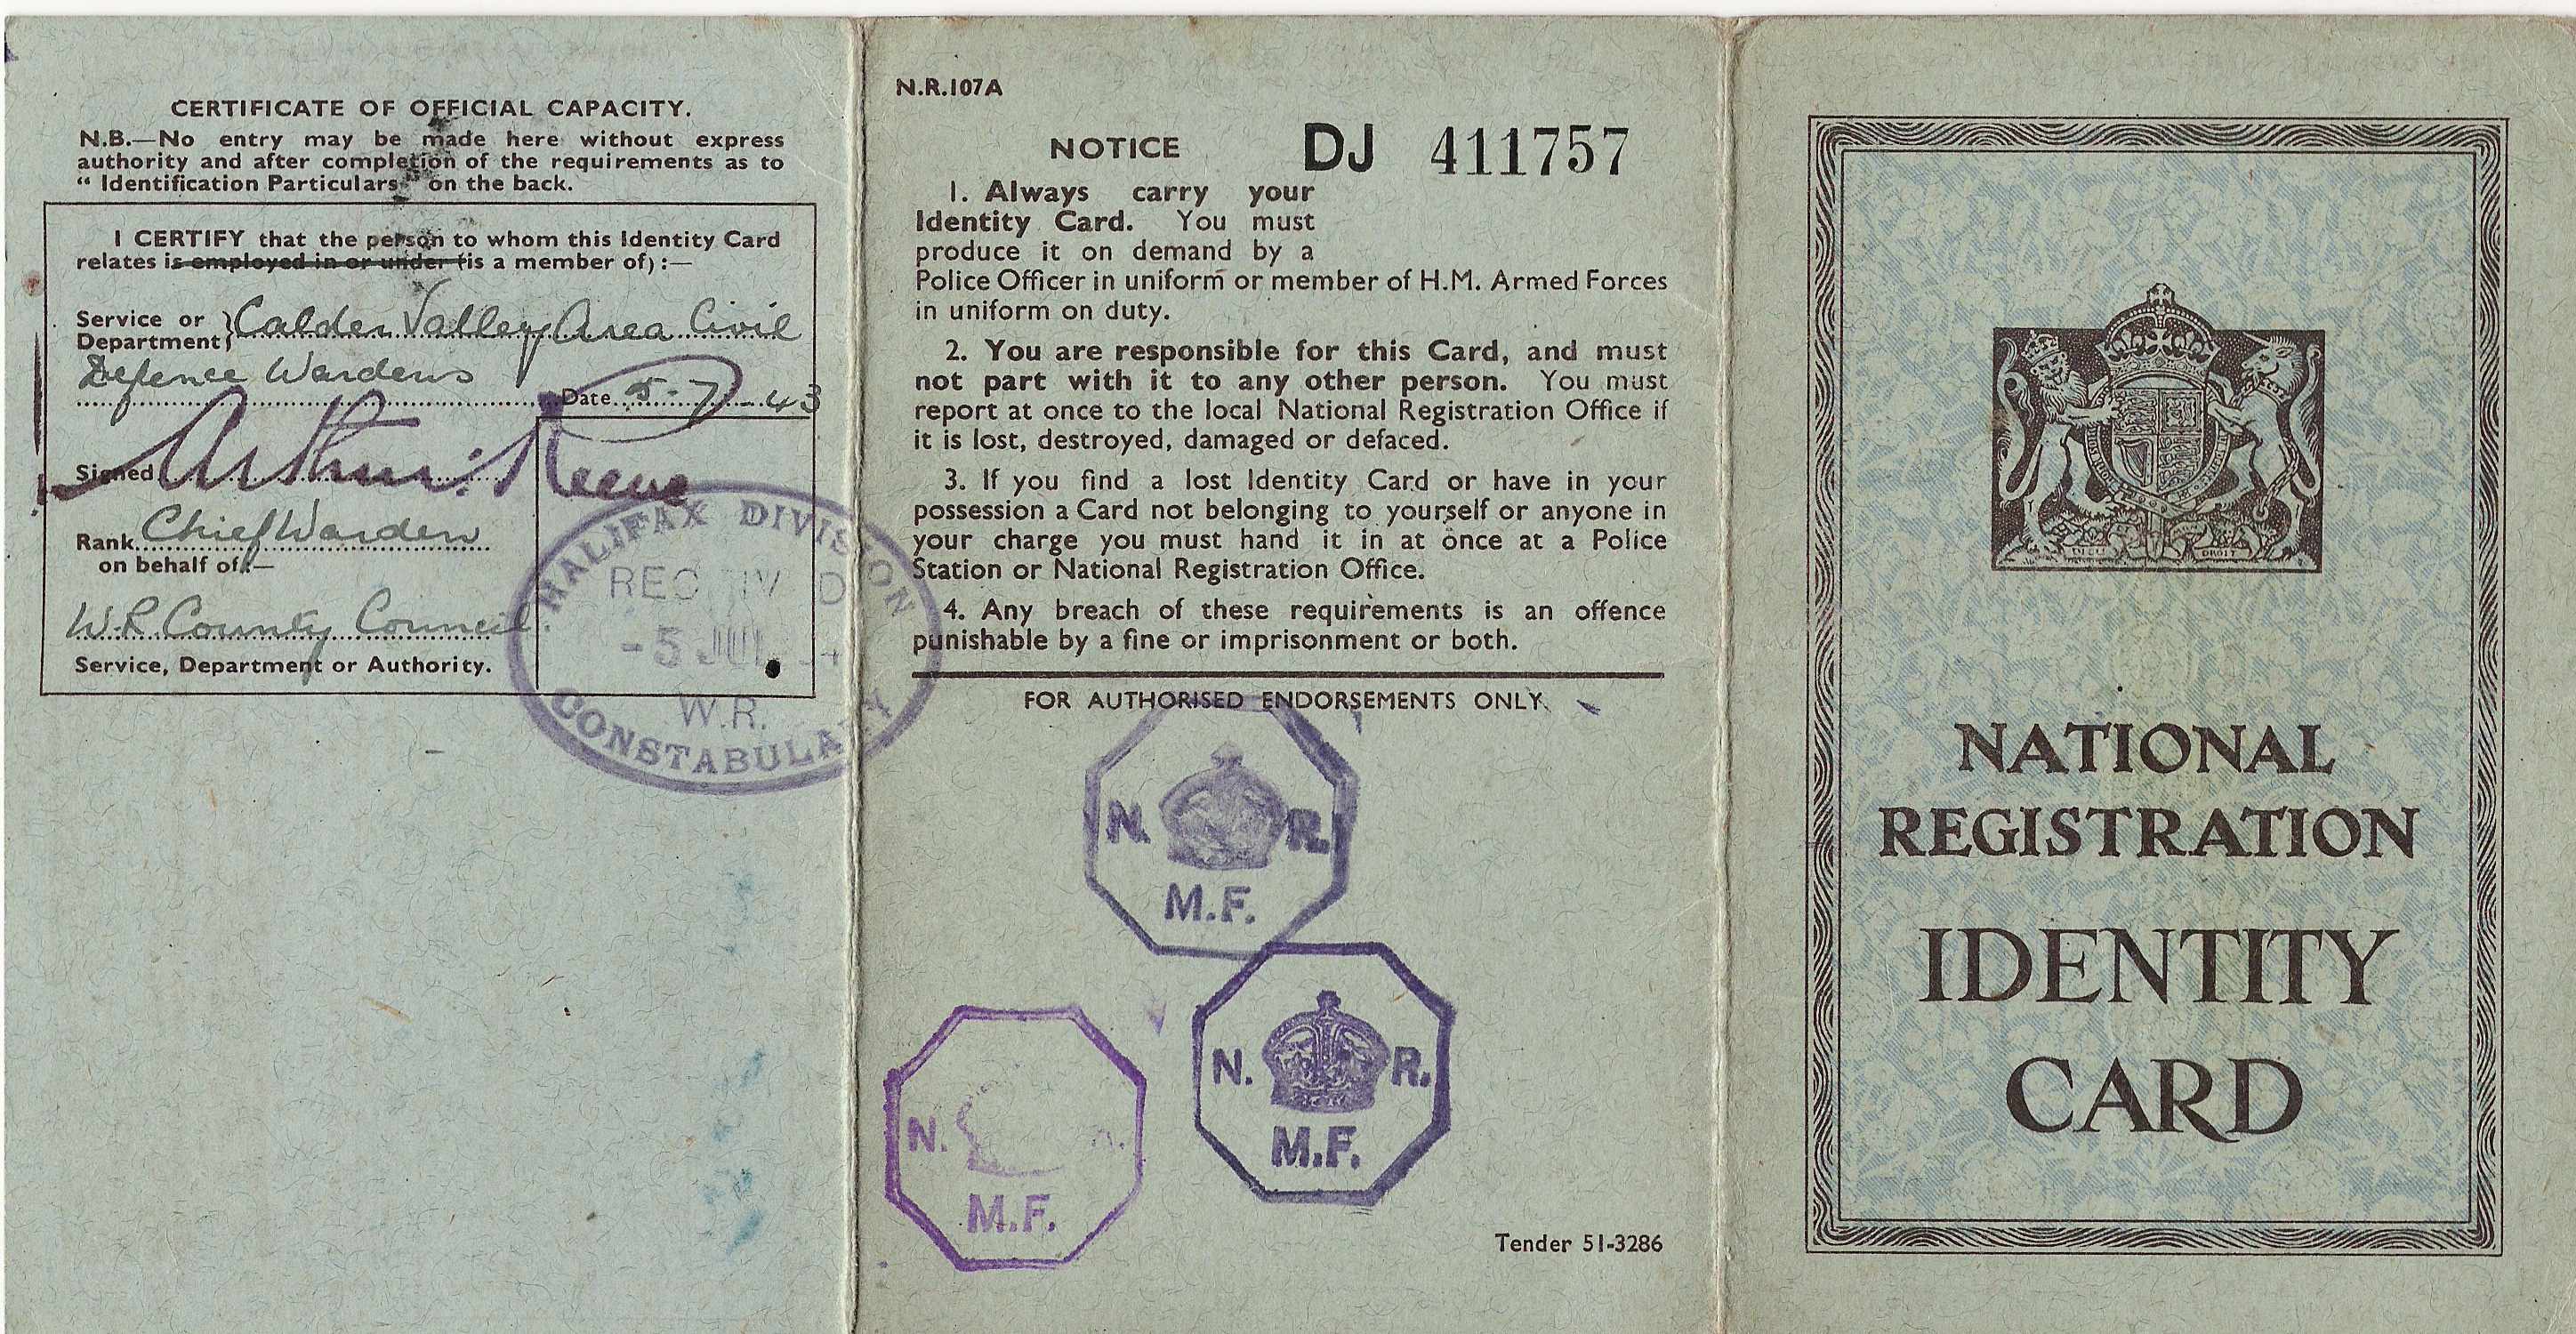 CERTIFICATE OF OFFICIAL CAPACITY.
N.B.—No entry may be made here without express
authority and after completion of the requirements as to
“ Identification Particulars ” on the back.
I CERTIFY that the person to whom this Identity Card
relates is employed in or under (is a member of) :—
Service or Department} Calder Valley Area Civil
Defence Wardens
Date 5-7-43
Signed Arthur Reeve
Rank Chief Warden
on behalf of :—
W.R. County Council.
Service, Department or Authority.
HALIFAX DIVISION
-5 JUL
W.R.
CONSTABULARY
N.R.107A
NOTICE DJ 411757
1. Always carry your
Identity Card. You must
produce it on demand by a
Police Officer in uniform or member of H.M. Armed Forces
in uniform on duty.
2. You are responsible for this Card, and must
not part with it to any other person. You must
report at once to the local National Registration Office if
it is lost, destroyed, damaged or defaced.
3. If you find a lost Identity Card or have in your
possession a Card not belonging to yourself or anyone in
your charge you must hand it in at once at a Police
Station or National Registration Office.
4. Any breach of these requirements is an offence
punishable by a fine or imprisonment or both.
FOR AUTHORISED ENDORSEMENTS ONLY.
N. R.
M.F.
N. R.
M.F.
N.
M.F.
Tender 51-3286
DIEU DROIT
NATIONAL
REGISTRATION
IDENTITY
CARD